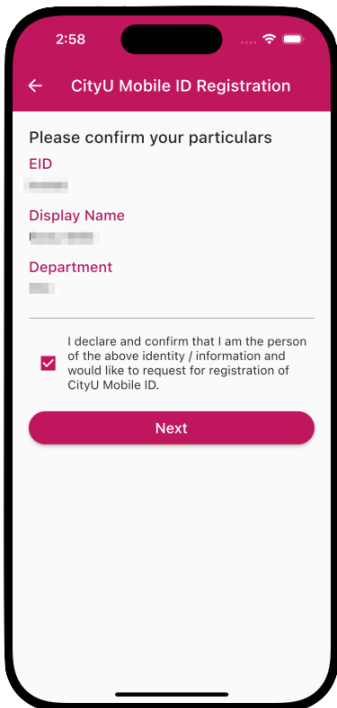 2:58
CityU Mobile ID Registration
Please confirm your particulars
EID
Display Name
Department
I declare and confirm that I am the person
of the above identity / information and
would like to request for registration of
CityU Mobile ID.
Next